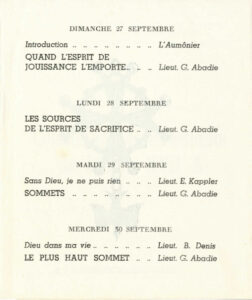 DIMANCHE 27 SEPTEMBRE
Introduction . . . . . . . . L'Aumônier
QUAND L'ESPRIT DE
JOUISSANCE L'EMPORTE. . . . Lieut. G. Abadie
LUNDI 28 SEPTEMBRE
LES SOURCES
DE L'ESPRIT DE SACRIFICE . . Lieut. G. Abadie
MARDI 29 SEPTEMBRE
Sans Dieu, je ne puis rien . . . Lieut. E. Kappler
SOMMETS . . . . . . . . Lieut. G. Abadie
MERCREDI 30 SEPTEMBRE
Dieu dans ma vie . . . . . . . Lieut. B. Denis
LE PLUS HAUT SOMMET . . . Lieut. G. Abadie